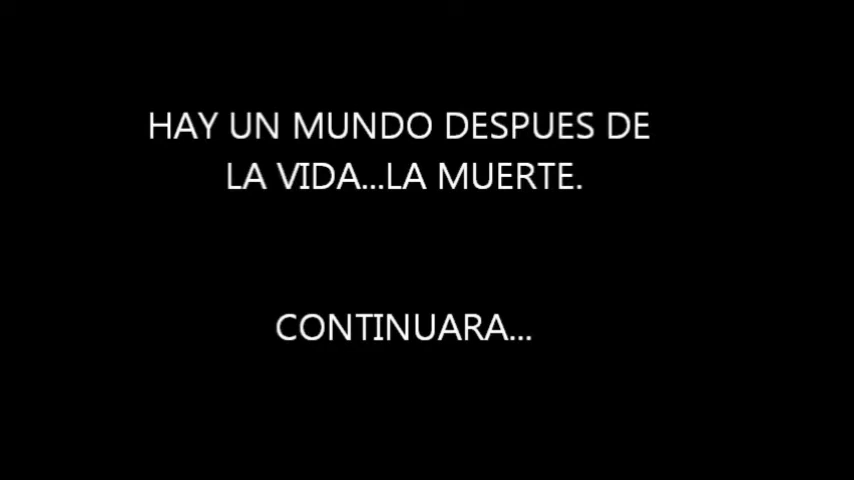 HAY UN MUNDO DESPUES DE
LA VIDA...LA MUERTE.
CONTINUARA...